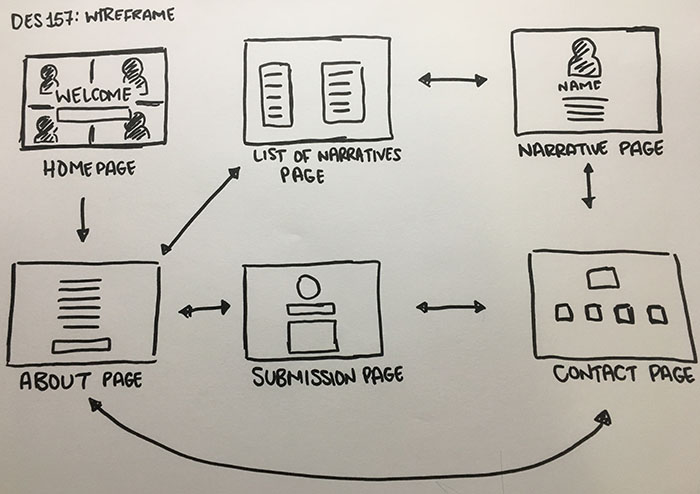 DES 157: WIREFRAME
WELCOME
HOMEPAGE
LIST OF NARRATIVES
PAGE
NAME
NARRATIVE PAGE
ABOUT PAGE
SUBMISSION PAGE
CONTACT PAGE